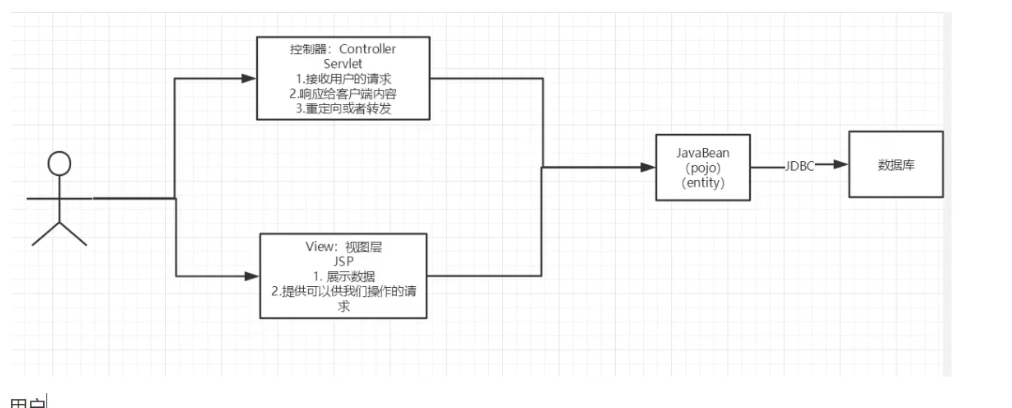 控制器：Controller
Servlet
1.接收用户的请求
2.响应给客户端内容
3.重定向或者转发
View：视图层
JSP
1. 展示数据
2.提供可以供我们操作的请
求
JavaBean
（pojo）
（entity）
JDBC
数据库
用户